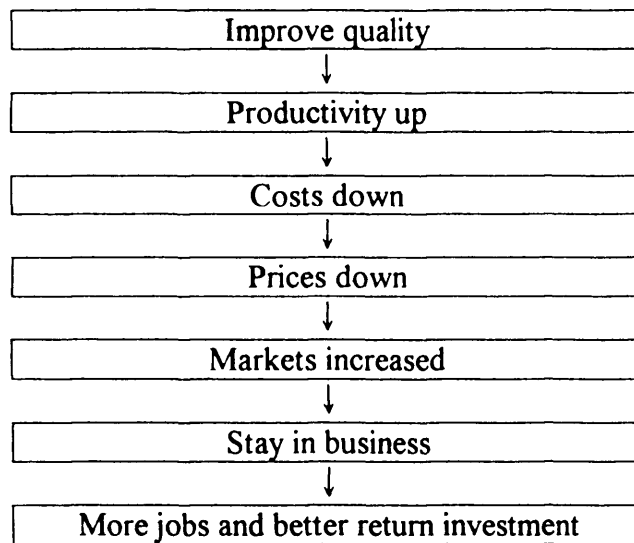 Improve quality
Productivity up
Costs down
Prices down
Markets increased
Stay in business
More jobs and better return investment